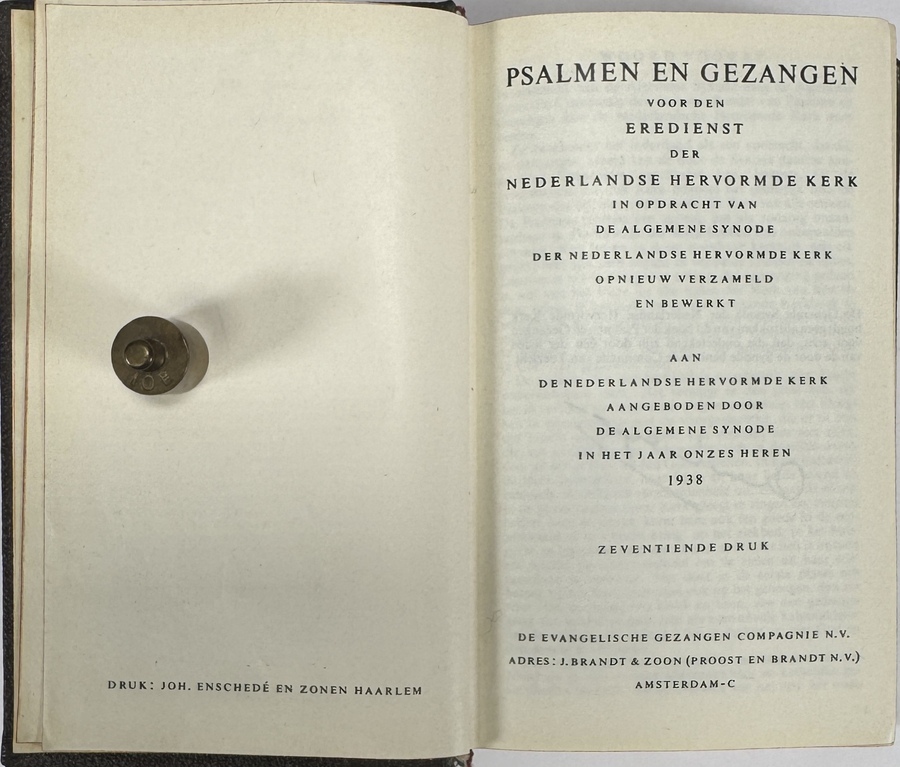 10 g
DRUK: JOH. ENSCHEDÉ EN ZONEN HAARLEM
PSALMEN EN GEZANGEN
VOOR DEN
EREDIENST
DER
NEDERLANDSE HERVORMDE KERK
IN OPDRACHT VAN
DE ALGEMENE SYNODE
DER NEDERLANDSE HERVORMDE KERK
OPNIEUW VERZAMELD
EN BEWERKT
AAN
DE NEDERLANDSE HERVORMDE KERK
AANGEBODEN DOOR
DE ALGEMENE SYNODE
IN HET JAAR ONZES HEREN
1938
ZEVENTIENDE DRUK
DE EVANGELISCHE GEZANGEN COMPAGNIE N.V.
ADRES: J. BRANDT & ZOON (PROOST EN BRANDT N.V.)
AMSTERDAM-C